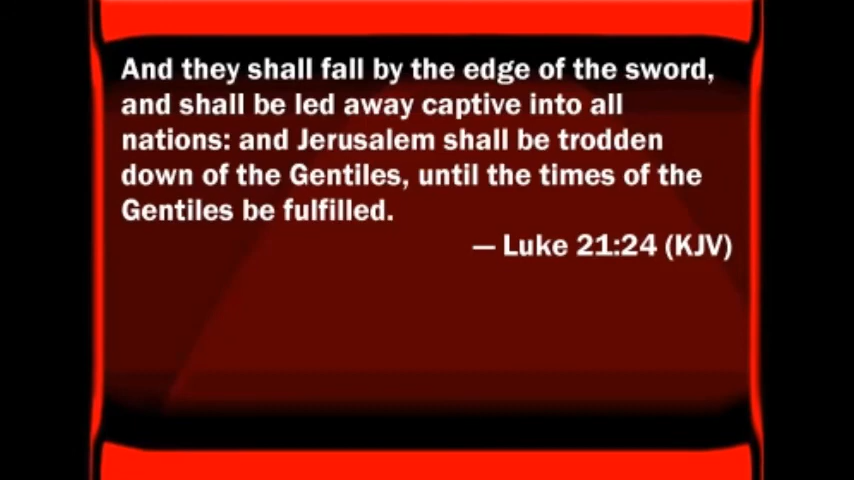 And they shall fall by the edge of the sword,
and shall be led away captive into all
nations: and Jerusalem shall be trodden
down of the Gentiles, until the times of the
Gentiles be fulfilled.
— Luke 21:24 (KJV)